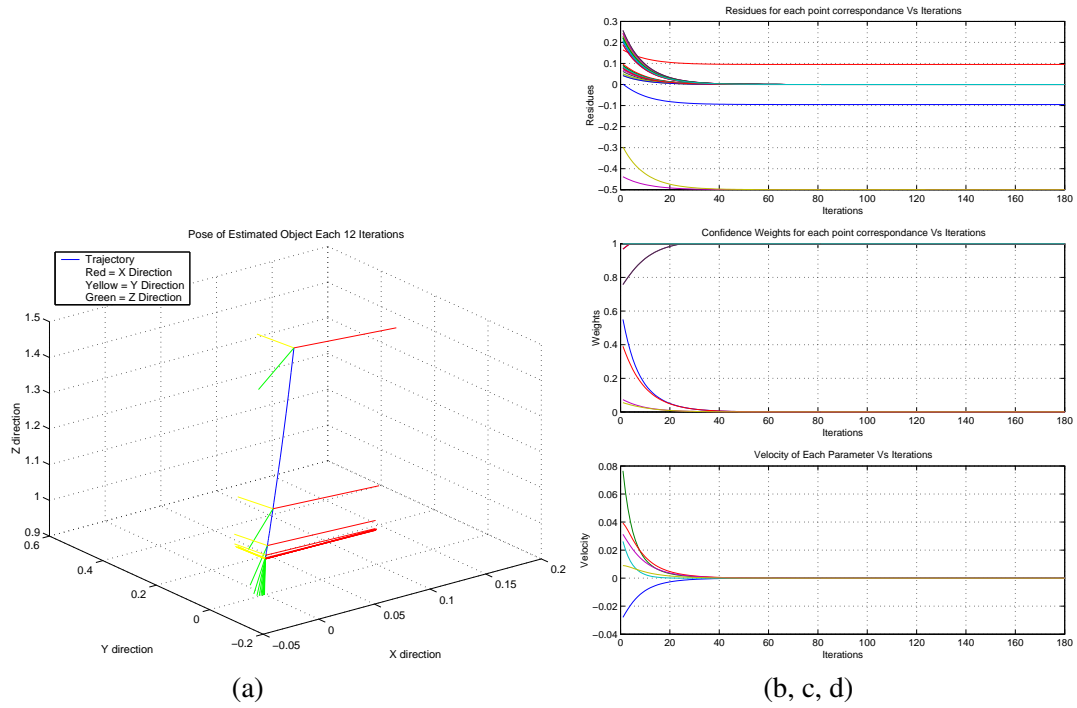 Pose of Estimated Object Each 12 Iterations
Trajectory
Red = X Direction
Yellow = Y Direction
Green = Z Direction
1.5
1.4
1.3
1.2
1.1
1
0.9
Z direction
0.6
0.4
0.2
0
−0.2
Y direction
−0.05
0
0.05
0.1
0.15
0.2
X direction
(a)
Residues for each point correspondance Vs Iterations
0.3
0.2
0.1
0
−0.1
−0.2
−0.3
−0.4
−0.5
Residues
0 20 40 60 80 100 120 140 160 180
Iterations
Confidence Weights for each point correspondance Vs Iterations
1
0.8
0.6
0.4
0.2
0
Weights
0 20 40 60 80 100 120 140 160 180
Iterations
Velocity of Each Parameter Vs Iterations
0.08
0.06
0.04
0.02
0
−0.02
−0.04
Velocity
0 20 40 60 80 100 120 140 160 180
Iterations
(b, c, d)